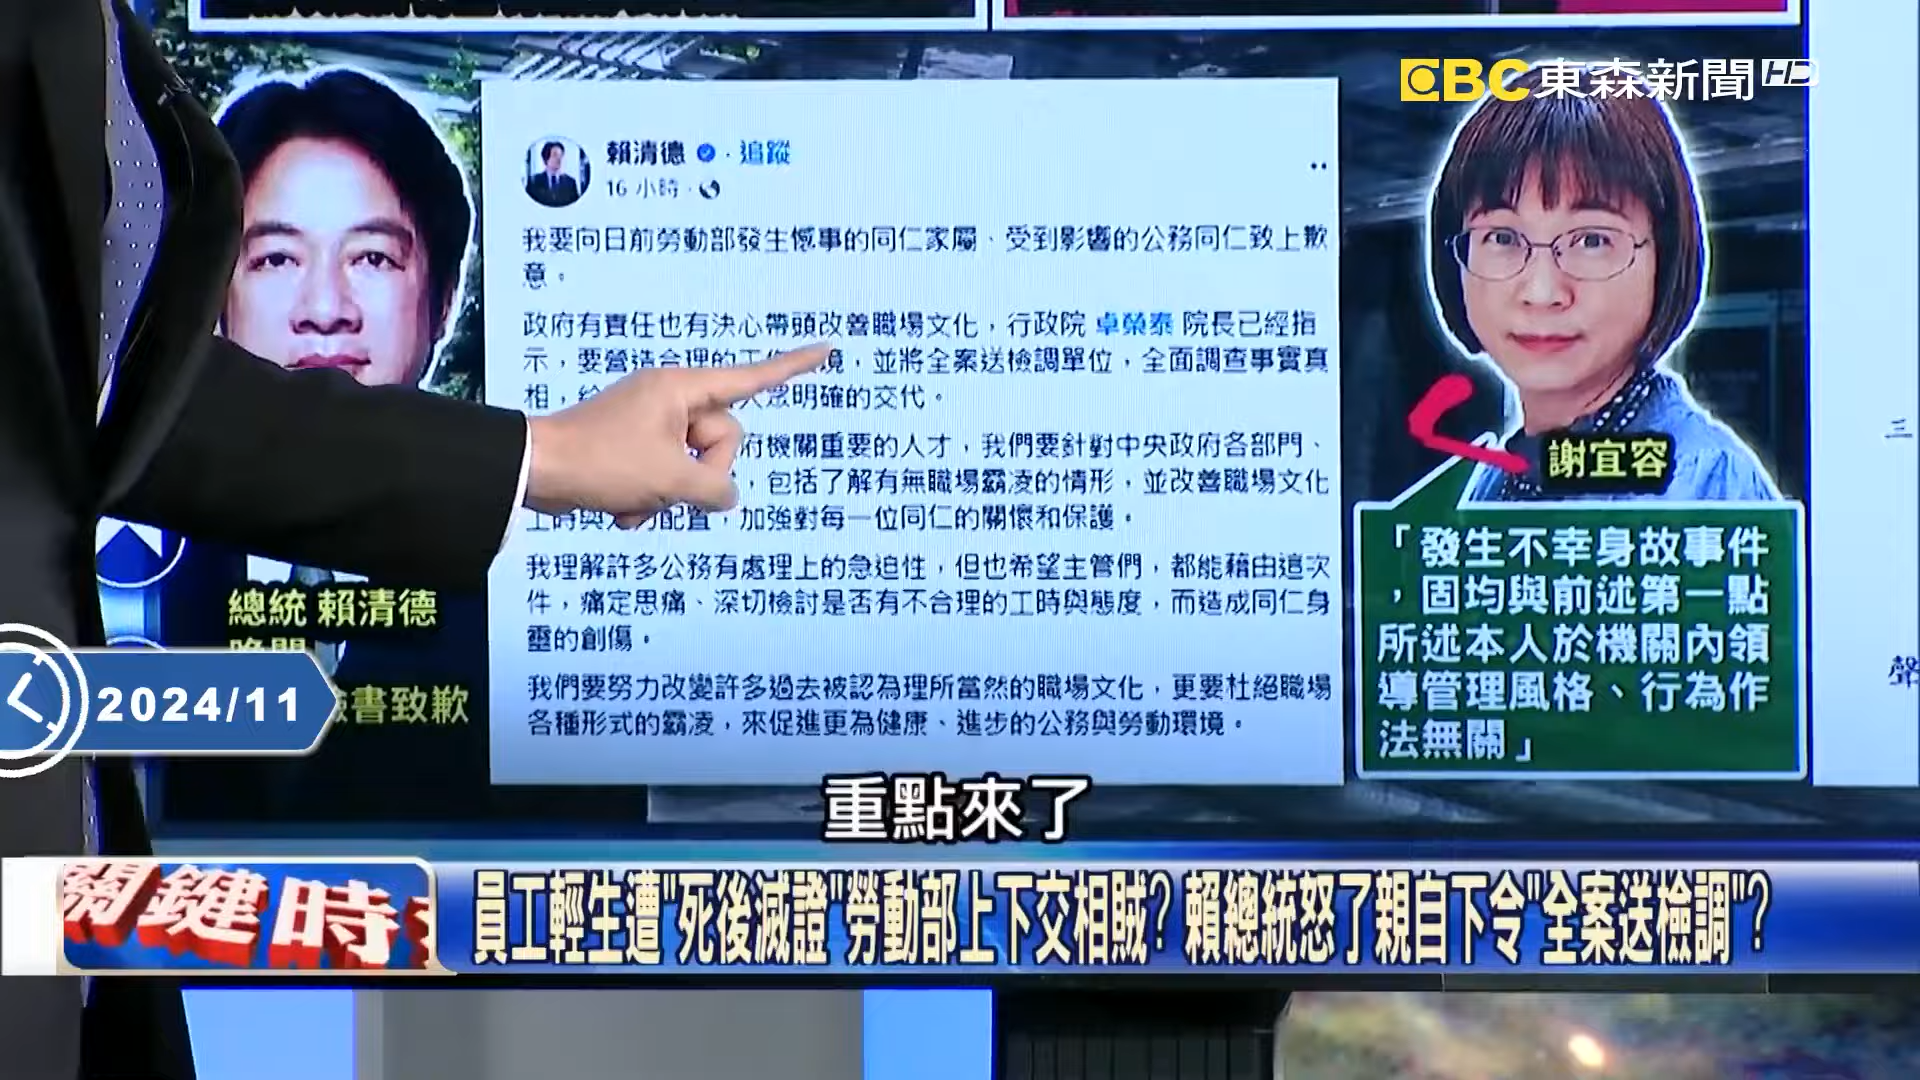 EBC東森新聞HD
賴清德 · 追蹤
16 小時 ·
我要向日前勞動部發生憾事的同仁家屬、受到影響的公務同仁致上歉
意。
政府有責任也有決心帶頭改善職場文化，行政院 卓榮泰 院長已經指
示，要營造合理的工作 境，並將全案送檢調單位，全面調查事實真
相， 眾明確的交代。
府機關重要的人才，我們要針對中央政府各部門、
，包括了解有無職場霸凌的情形，並改善職場文化
配置，加強對每一位同仁的關懷和保護。
我理解許多公務有處理上的急迫性，但也希望主管們，都能藉由這次
件，痛定思痛、深切檢討是否有不合理的工時與態度，而造成同仁身
靈的創傷。
我們要努力改變許多過去被認為理所當然的職場文化，更要杜絕職場
各種形式的霸凌，來促進更為健康、進步的公務與勞動環境。
謝宜容
「發生不幸身故事件
，固均與前述第一點
所述本人於機關內領
導管理風格、行為作
法無關」
三
聲
總統 賴清德
臉書致歉
2024/11
重點來了
關鍵時
員工輕生遭"死後滅證"勞動部上下交相賊？賴總統怒了親自下令"全案送檢調"？